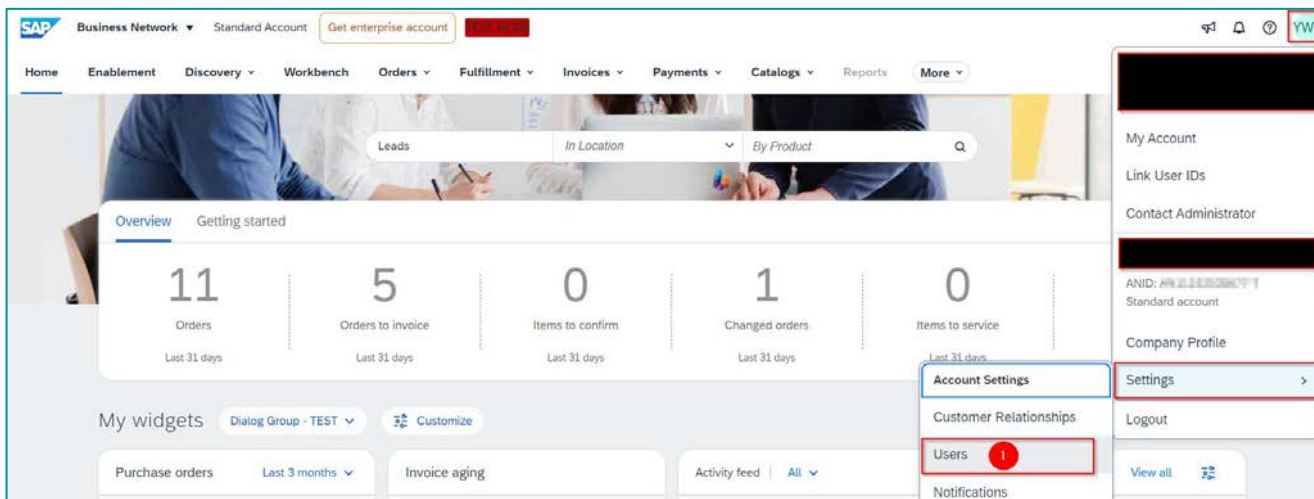 SAP Business Network Standard Account Get enterprise account TEST MODE
YW
Home Enablement Discovery Workbench Orders Fulfillment Invoices Payments Catalogs Reports More
Leads In Location By Product
My Account
Link User IDs
Contact Administrator
Overview Getting started
11 5 0 1 0
Orders Orders to invoice Items to confirm Changed orders Items to service
Last 31 days Last 31 days Last 31 days Last 31 days Last 31 days
ANID:
Standard account
Company Profile
Settings
Logout
Account Settings
Customer Relationships
Users 1
Notifications
My widgets Dialog Group - TEST Customize
Purchase orders Last 3 months Invoice aging Activity feed All View all